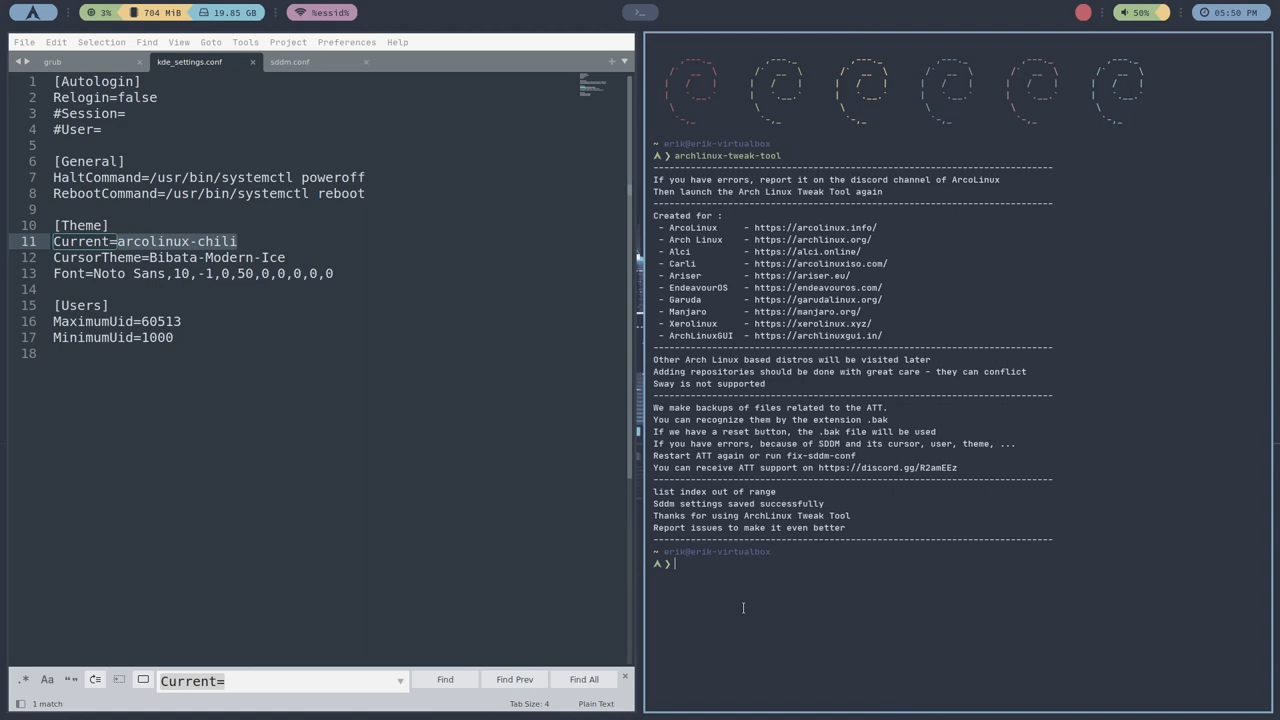 3%
704 MiB
19.85 GB
%essid%
>_
50%
05:50 PM
File Edit Selection Find View Goto Tools Project Preferences Help
grub
kde_settings.conf
sddm.conf
1 [Autologin]
2 Relogin=false
3 #Session=
4 #User=
5
6 [General]
7 HaltCommand=/usr/bin/systemctl poweroff
8 RebootCommand=/usr/bin/systemctl reboot
9
10 [Theme]
11 Current=arcolinux-chili
12 CursorTheme=Bibata-Modern-Ice
13 Font=Noto Sans,10,-1,0,50,0,0,0,0,0
14
15 [Users]
16 MaximumUid=60513
17 MinimumUid=1000
18
.* Aa “” Current= Find Find Prev Find All
1 match
Tab Size: 4
Plain Text
~ erik@erik-virtualbox
❯ archlinux-tweak-tool
---------------------------------------------------------------------------
If you have errors, report it on the discord channel of ArcoLinux
Then launch the Arch Linux Tweak Tool again
---------------------------------------------------------------------------
Created for :
- ArcoLinux - https://arcolinux.info/
- Arch Linux - https://archlinux.org/
- Alci - https://alci.online/
- Carli - https://arcolinuxiso.com/
- Ariser - https://ariser.eu/
- EndeavourOS - https://endeavouros.com/
- Garuda - https://garudalinux.org/
- Manjaro - https://manjaro.org/
- Xerolinux - https://xerolinux.xyz/
- ArchLinuxGUI - https://archlinuxgui.in/
---------------------------------------------------------------------------
Other Arch Linux based distros will be visited later
Adding repositories should be done with great care - they can conflict
Sway is not supported
---------------------------------------------------------------------------
We make backups of files related to the ATT.
You can recognize them by the extension .bak
If we have a reset button, the .bak file will be used
If you have errors, because of SDDM and its cursor, user, theme, ...
Restart ATT again or run fix-sddm-conf
You can receive ATT support on https://discord.gg/R2amEEz
---------------------------------------------------------------------------
list index out of range
Sddm settings saved successfully
Thanks for using ArchLinux Tweak Tool
Report issues to make it even better
---------------------------------------------------------------------------
~ erik@erik-virtualbox
❯